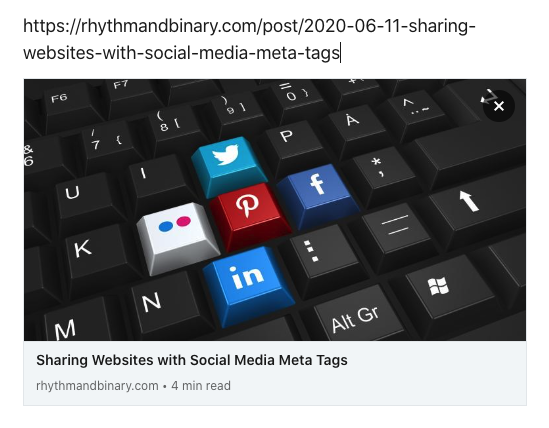 https://rhythmandbinary.com/post/2020-06-11-sharing-
websites-with-social-media-meta-tags
F6
F7
& 6
/ 7 {
( 8 [
) 9 ]
= 0 }
U
I
P
Å
^ ¨ ~
K
* '
N
M
: .
Alt Gr
in
f
Sharing Websites with Social Media Meta Tags
rhythmandbinary.com • 4 min read